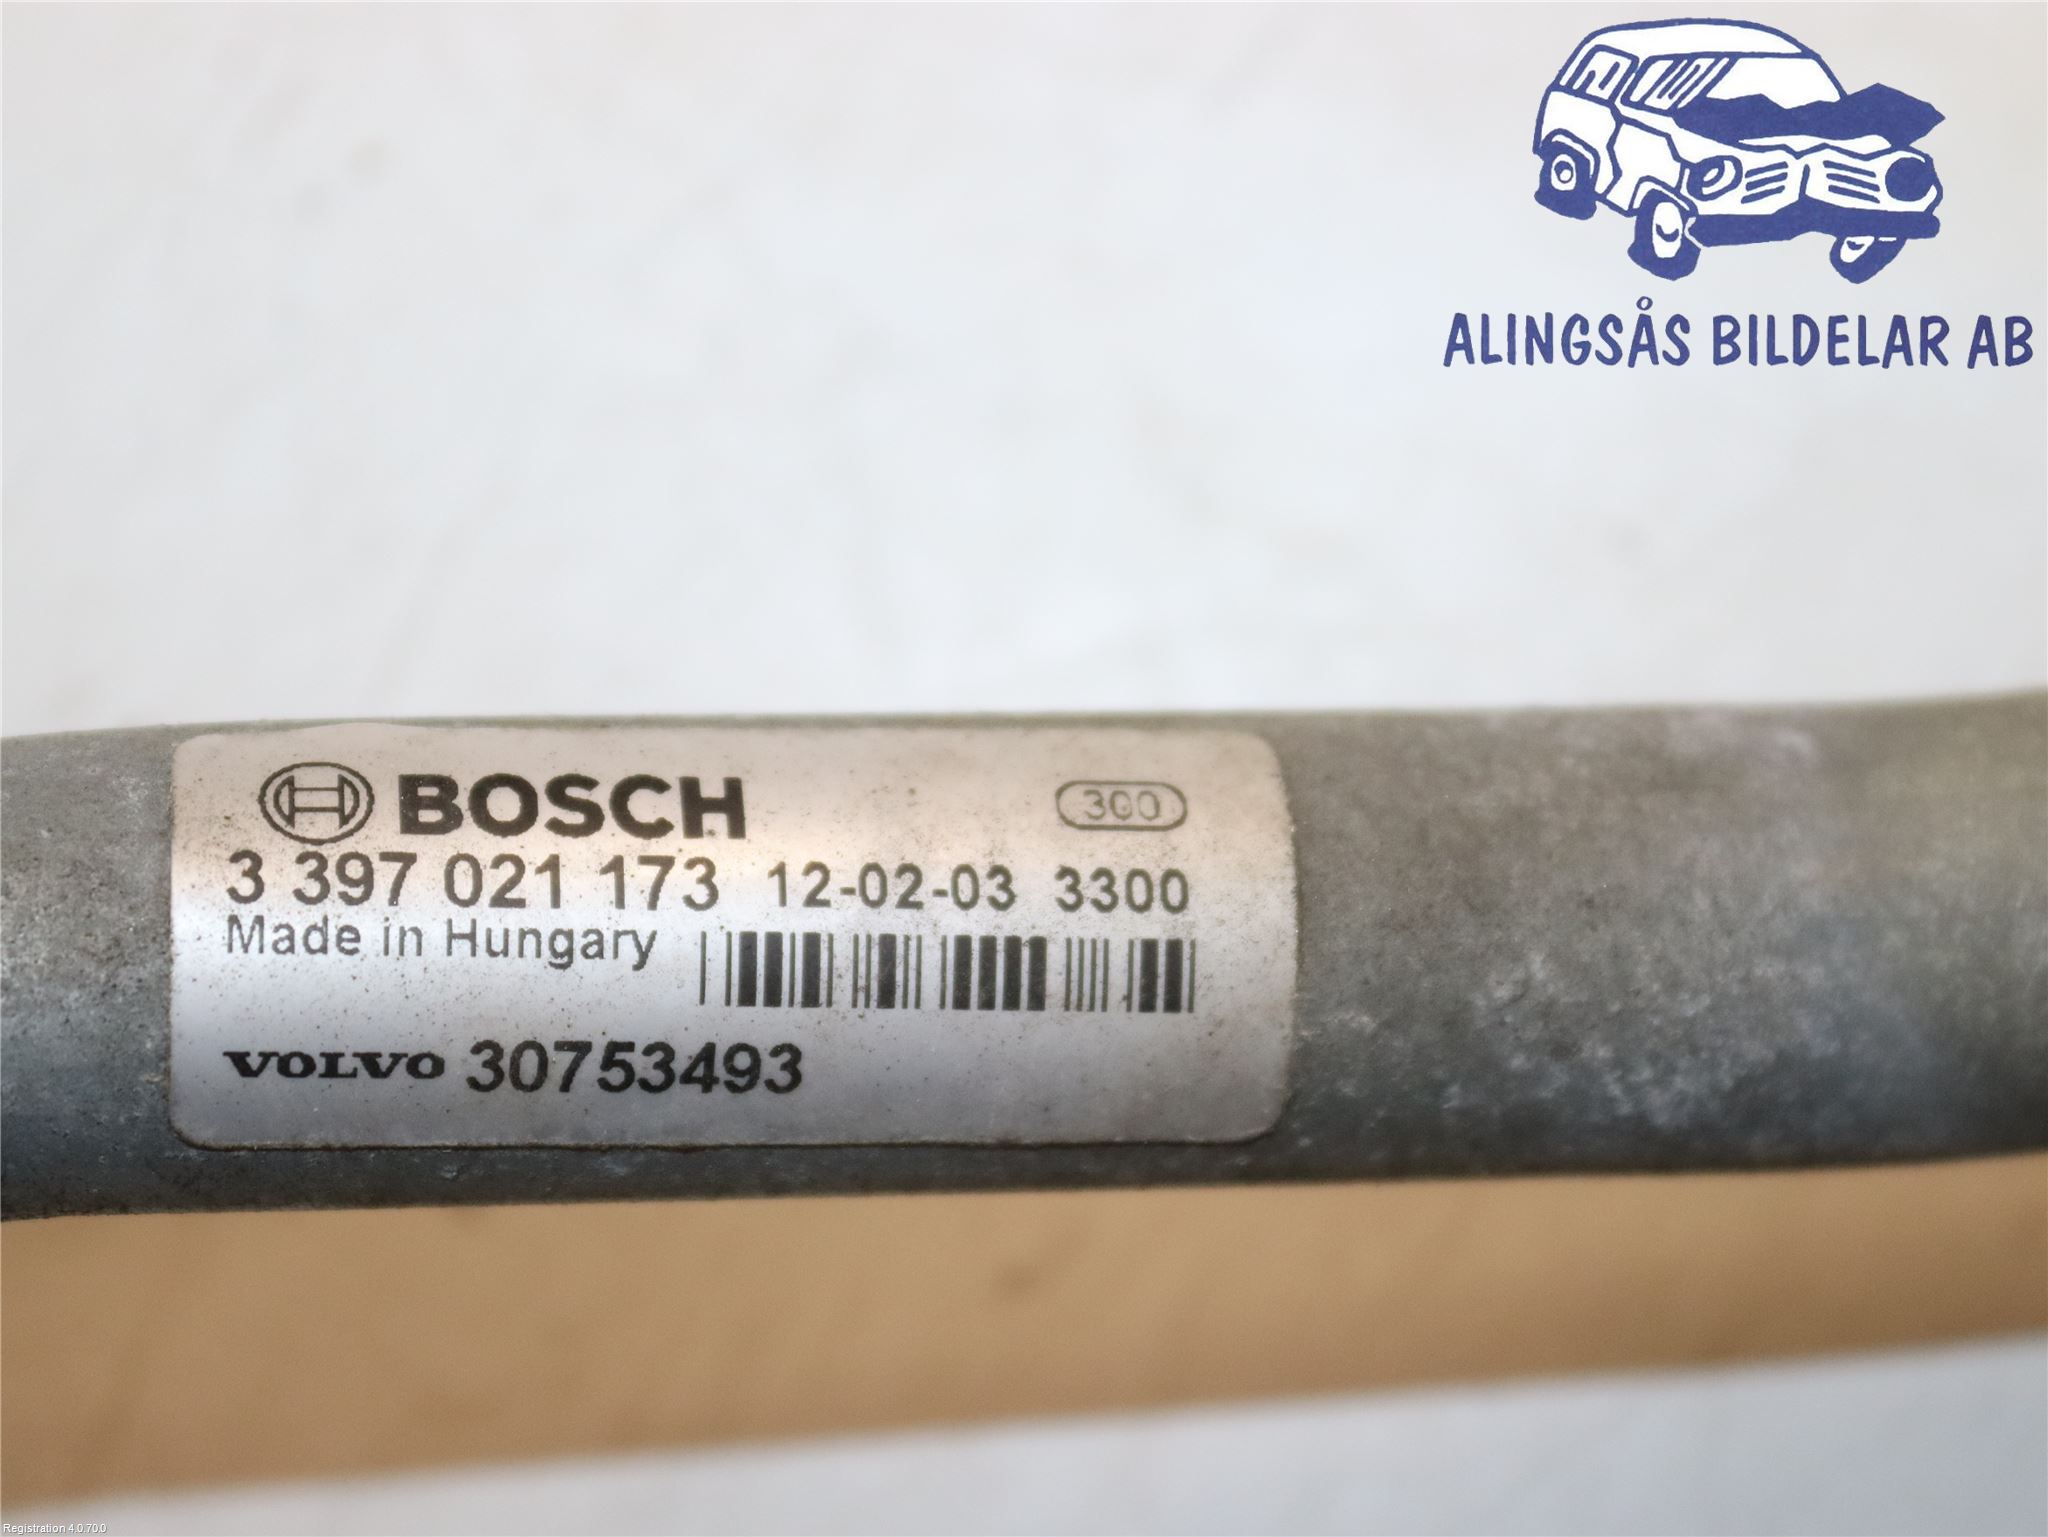 ALINGSÅS BILDELAR AB
BOSCH 300
3 397 021 173 12-02-03 3300
Made in Hungary
VOLVO 30753493
Registration 4.0.70.0